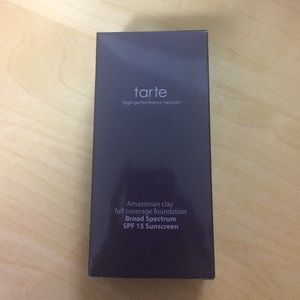 tarte
high-performance naturals
Amazonian clay
full coverage foundation
Broad Spectrum
SPF 15 Sunscreen